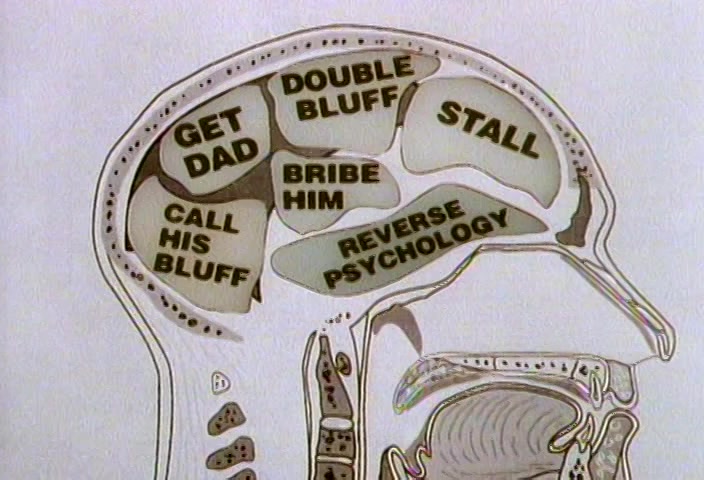 GET
DAD
DOUBLE
BLUFF
STALL
BRIBE
HIM
CALL
HIS
BLUFF
REVERSE
PSYCHOLOGY